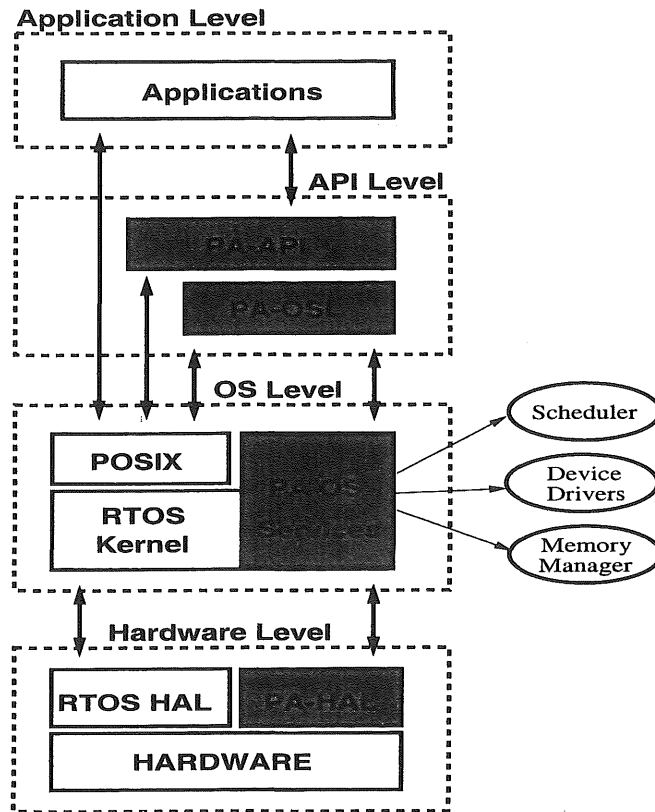 Application Level
Applications
API Level
PA-API
PA-OSL
OS Level
POSIX
RTOS
Kernel
PA-OS
Services
Scheduler
Device
Drivers
Memory
Manager
Hardware Level
RTOS HAL
PA-HAL
HARDWARE